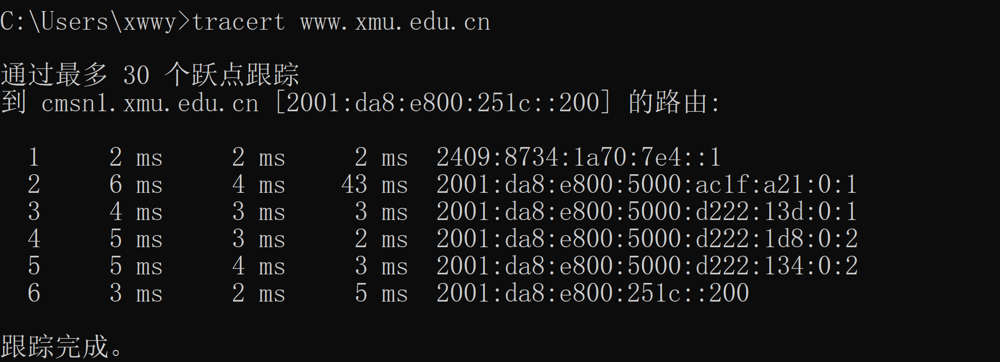 C:\Users\xwwy>tracert www.xmu.edu.cn
通过最多 30 个跃点跟踪
到 cmsn1.xmu.edu.cn [2001:da8:e800:251c::200] 的路由:
1 2 ms 2 ms 2 ms 2409:8734:1a70:7e4::1
2 6 ms 4 ms 43 ms 2001:da8:e800:5000:ac1f:a21:0:1
3 4 ms 3 ms 3 ms 2001:da8:e800:5000:d222:13d:0:1
4 5 ms 3 ms 2 ms 2001:da8:e800:5000:d222:1d8:0:2
5 5 ms 4 ms 3 ms 2001:da8:e800:5000:d222:134:0:2
6 3 ms 2 ms 5 ms 2001:da8:e800:251c::200
跟踪完成。